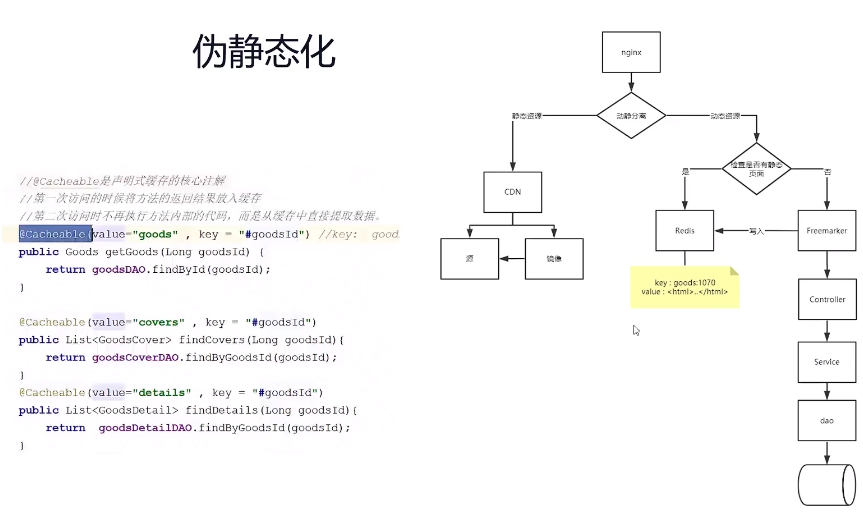 伪静态化
//@Cacheable是声明式缓存的核心注解
//第一次访问的时候将方法的返回结果放入缓存
//第二次访问时不再执行方法内部的代码，而是从缓存中直接提取数据。
@Cacheable(value="goods" , key = "#goodsId") //key: good
public Goods getGoods(Long goodsId) {
return goodsDAO.findById(goodsId);
}
@Cacheable(value="covers" , key = "#goodsId")
public List<GoodsCover> findCovers(Long goodsId){
return goodsCoverDAO.findByGoodsId(goodsId);
}
@Cacheable(value="details" , key = "#goodsId")
public List<GoodsDetail> findDetails(Long goodsId){
return goodsDetailDAO.findByGoodsId(goodsId);
}
nginx
静态资源
动静分离
动态资源
检查是否有静态
页面
是
否
CDN
源
镜像
Redis
写入
Freemarker
key : goods:1070
value : <html>..</html>
Controller
Service
dao